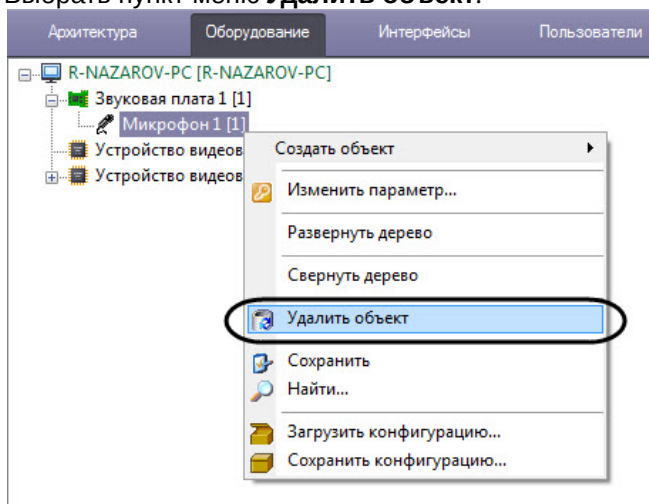 Выбрать пункт меню Удалить объект.
Архитектура Оборудование Интерфейсы Пользователи
R-NAZAROV-PC [R-NAZAROV-PC]
Звуковая плата 1 [1]
Микрофон 1 [1]
Устройство видеов
Устройство видеов
Создать объект
Изменить параметр...
Развернуть дерево
Свернуть дерево
Удалить объект
Сохранить
Найти...
Загрузить конфигурацию...
Сохранить конфигурацию...